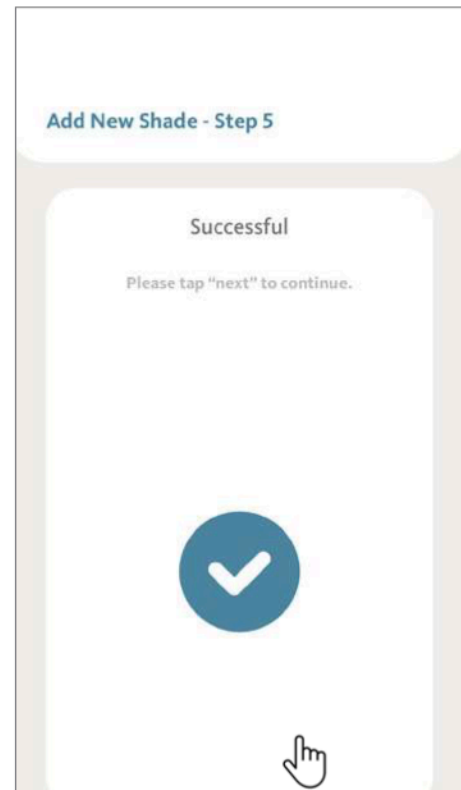 Add New Shade - Step 5
Successful
Please tap “next” to continue.